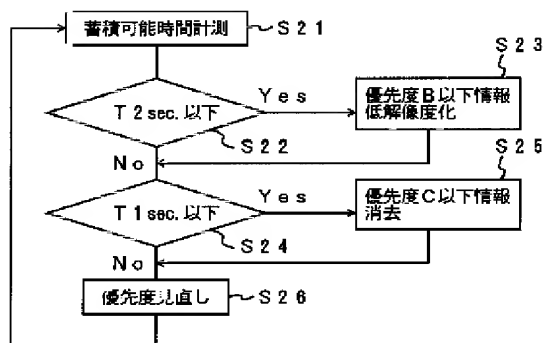 蓄積可能時間計測
S21
T2sec.以下
Yes
S22
No
S23
優先度B以下情報
低解像度化
T1sec.以下
Yes
S24
No
S25
優先度C以下情報
消去
優先度見直し
S26